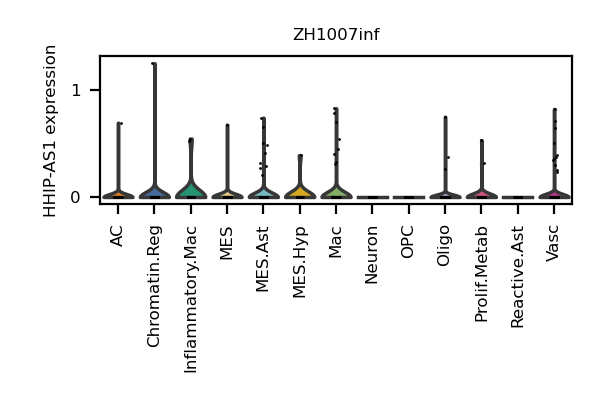 ZH1007inf
HHIP-AS1 expression
1
0
AC
Chromatin.Reg
Inflammatory.Mac
MES
MES.Ast
MES.Hyp
Mac
Neuron
OPC
Oligo
Prolif.Metab
Reactive.Ast
Vasc